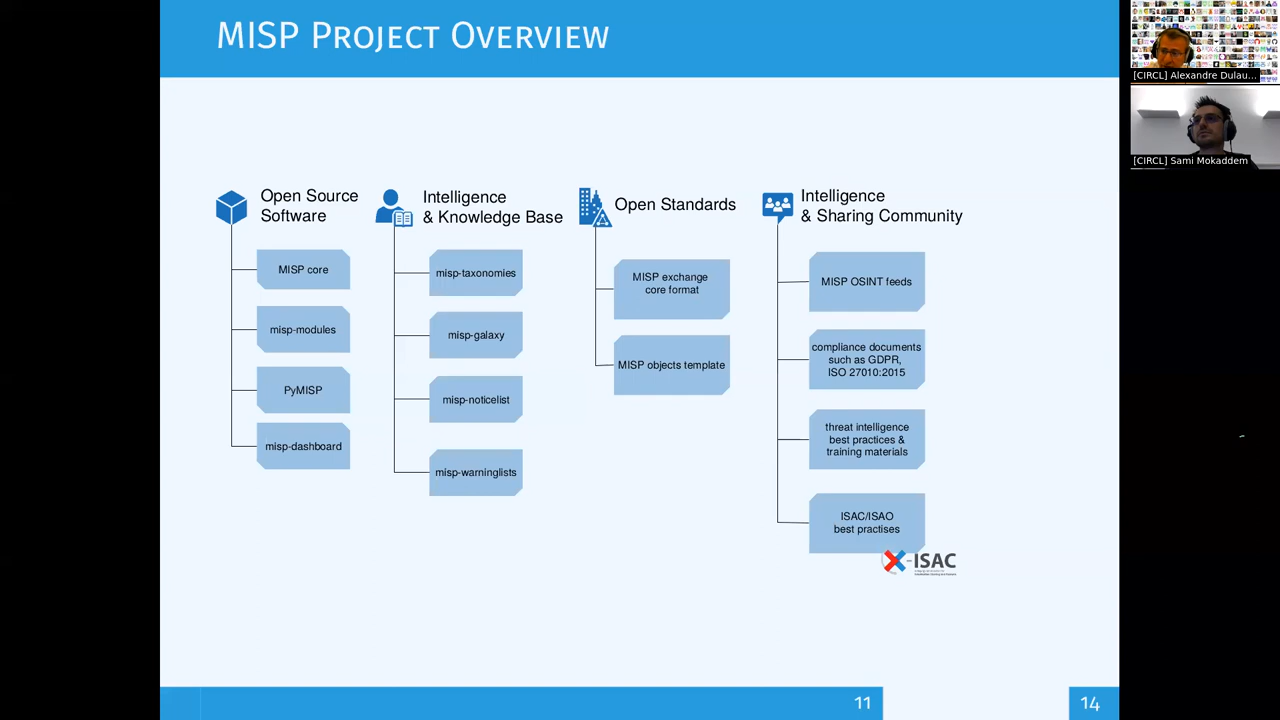 MISP Project Overview
[CIRCL] Alexandre Dulau...
[CIRCL] Sami Mokaddem
Open Source
Software
MISP core
misp-modules
PyMISP
misp-dashboard
Intelligence
& Knowledge Base
misp-taxonomies
misp-galaxy
misp-noticelist
misp-warninglists
Open Standards
MISP exchange
core format
MISP objects template
Intelligence
& Sharing Community
MISP OSINT feeds
compliance documents
such as GDPR,
ISO 27010:2015
threat intelligence
best practices &
training materials
ISAC/ISAO
best practises
X-ISAC
11
14